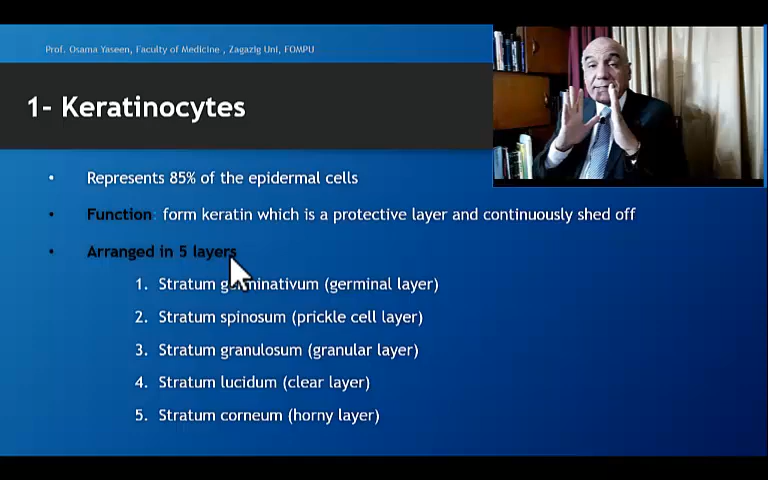 Prof. Osama Yaseen, Faculty of Medicine , Zagazig Uni, FOMPU
1- Keratinocytes
• Represents 85% of the epidermal cells
• Function: form keratin which is a protective layer and continuously shed off
• Arranged in 5 layers
1. Stratum germinativum (germinal layer)
2. Stratum spinosum (prickle cell layer)
3. Stratum granulosum (granular layer)
4. Stratum lucidum (clear layer)
5. Stratum corneum (horny layer)